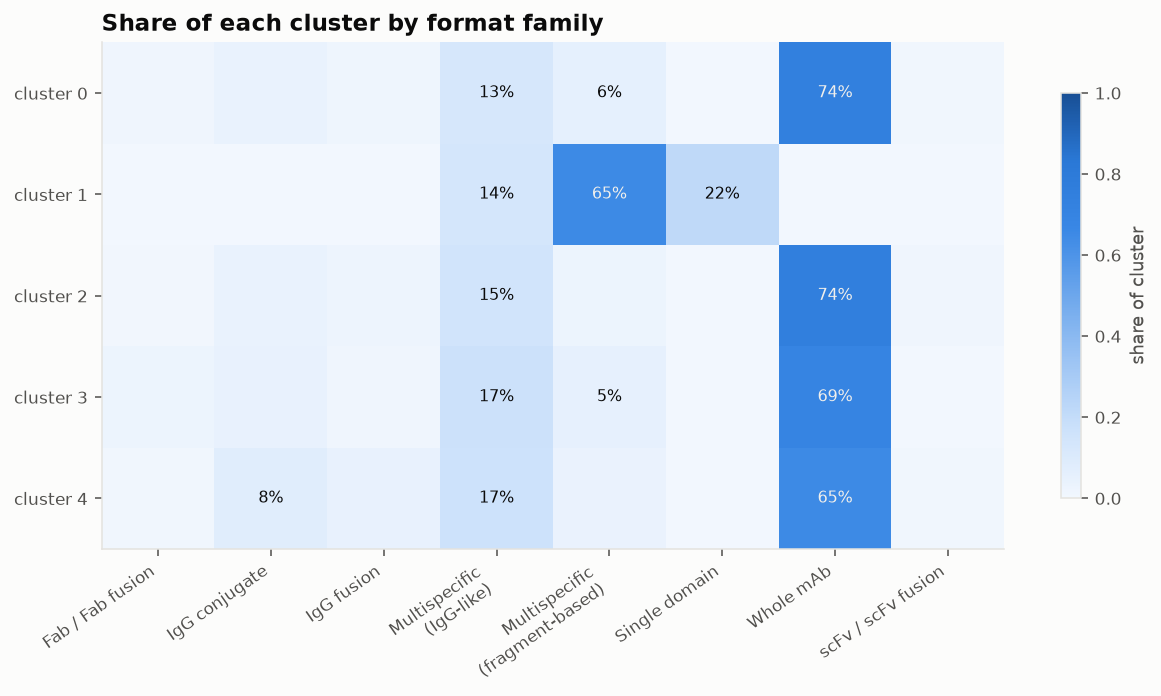 Share of each cluster by format family
cluster 0
13%
6%
74%
cluster 1
14%
65%
22%
cluster 2
15%
74%
cluster 3
17%
5%
69%
cluster 4
8%
17%
65%
Fab / Fab fusion
IgG conjugate
IgG fusion
Multispecific
(IgG-like)
Multispecific
(fragment-based)
Single domain
Whole mAb
scFv / scFv fusion
1.0
0.8
0.6
0.4
0.2
0.0
share of cluster